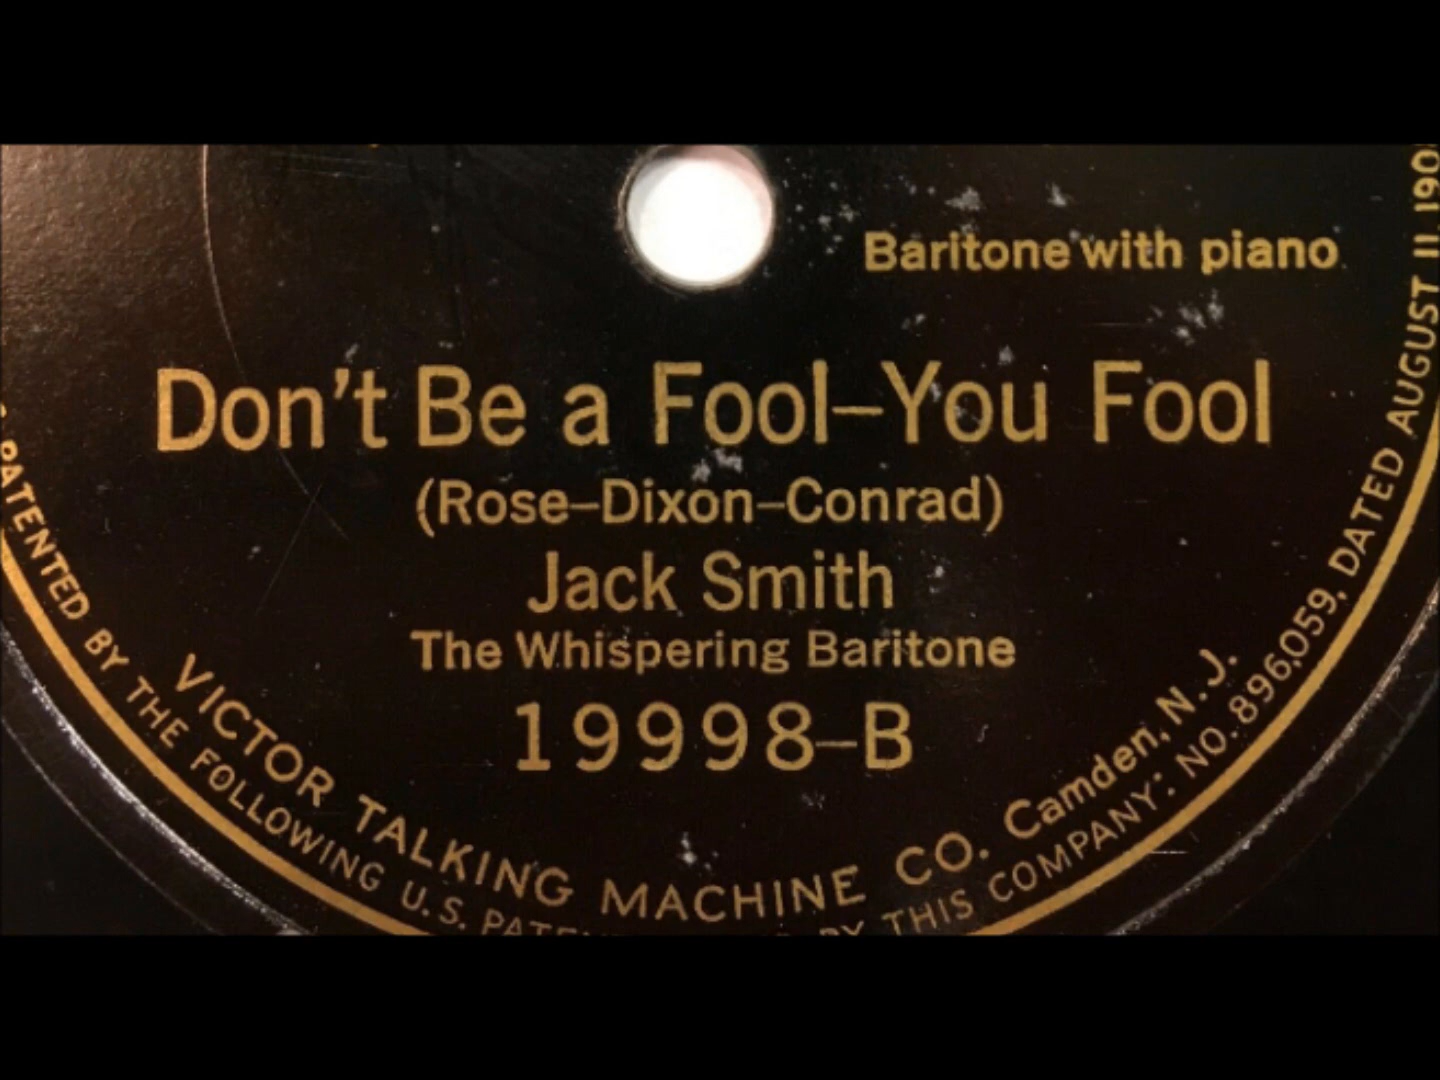 Baritone with piano
Don't Be a Fool–You Fool
(Rose–Dixon–Conrad)
Jack Smith
The Whispering Baritone
19998–B
VICTOR TALKING MACHINE CO. Camden, N. J.
PATENTED BY THE FOLLOWING U.S. BY THIS COMPANY: NO. 896,059, DATED AUGUST 11